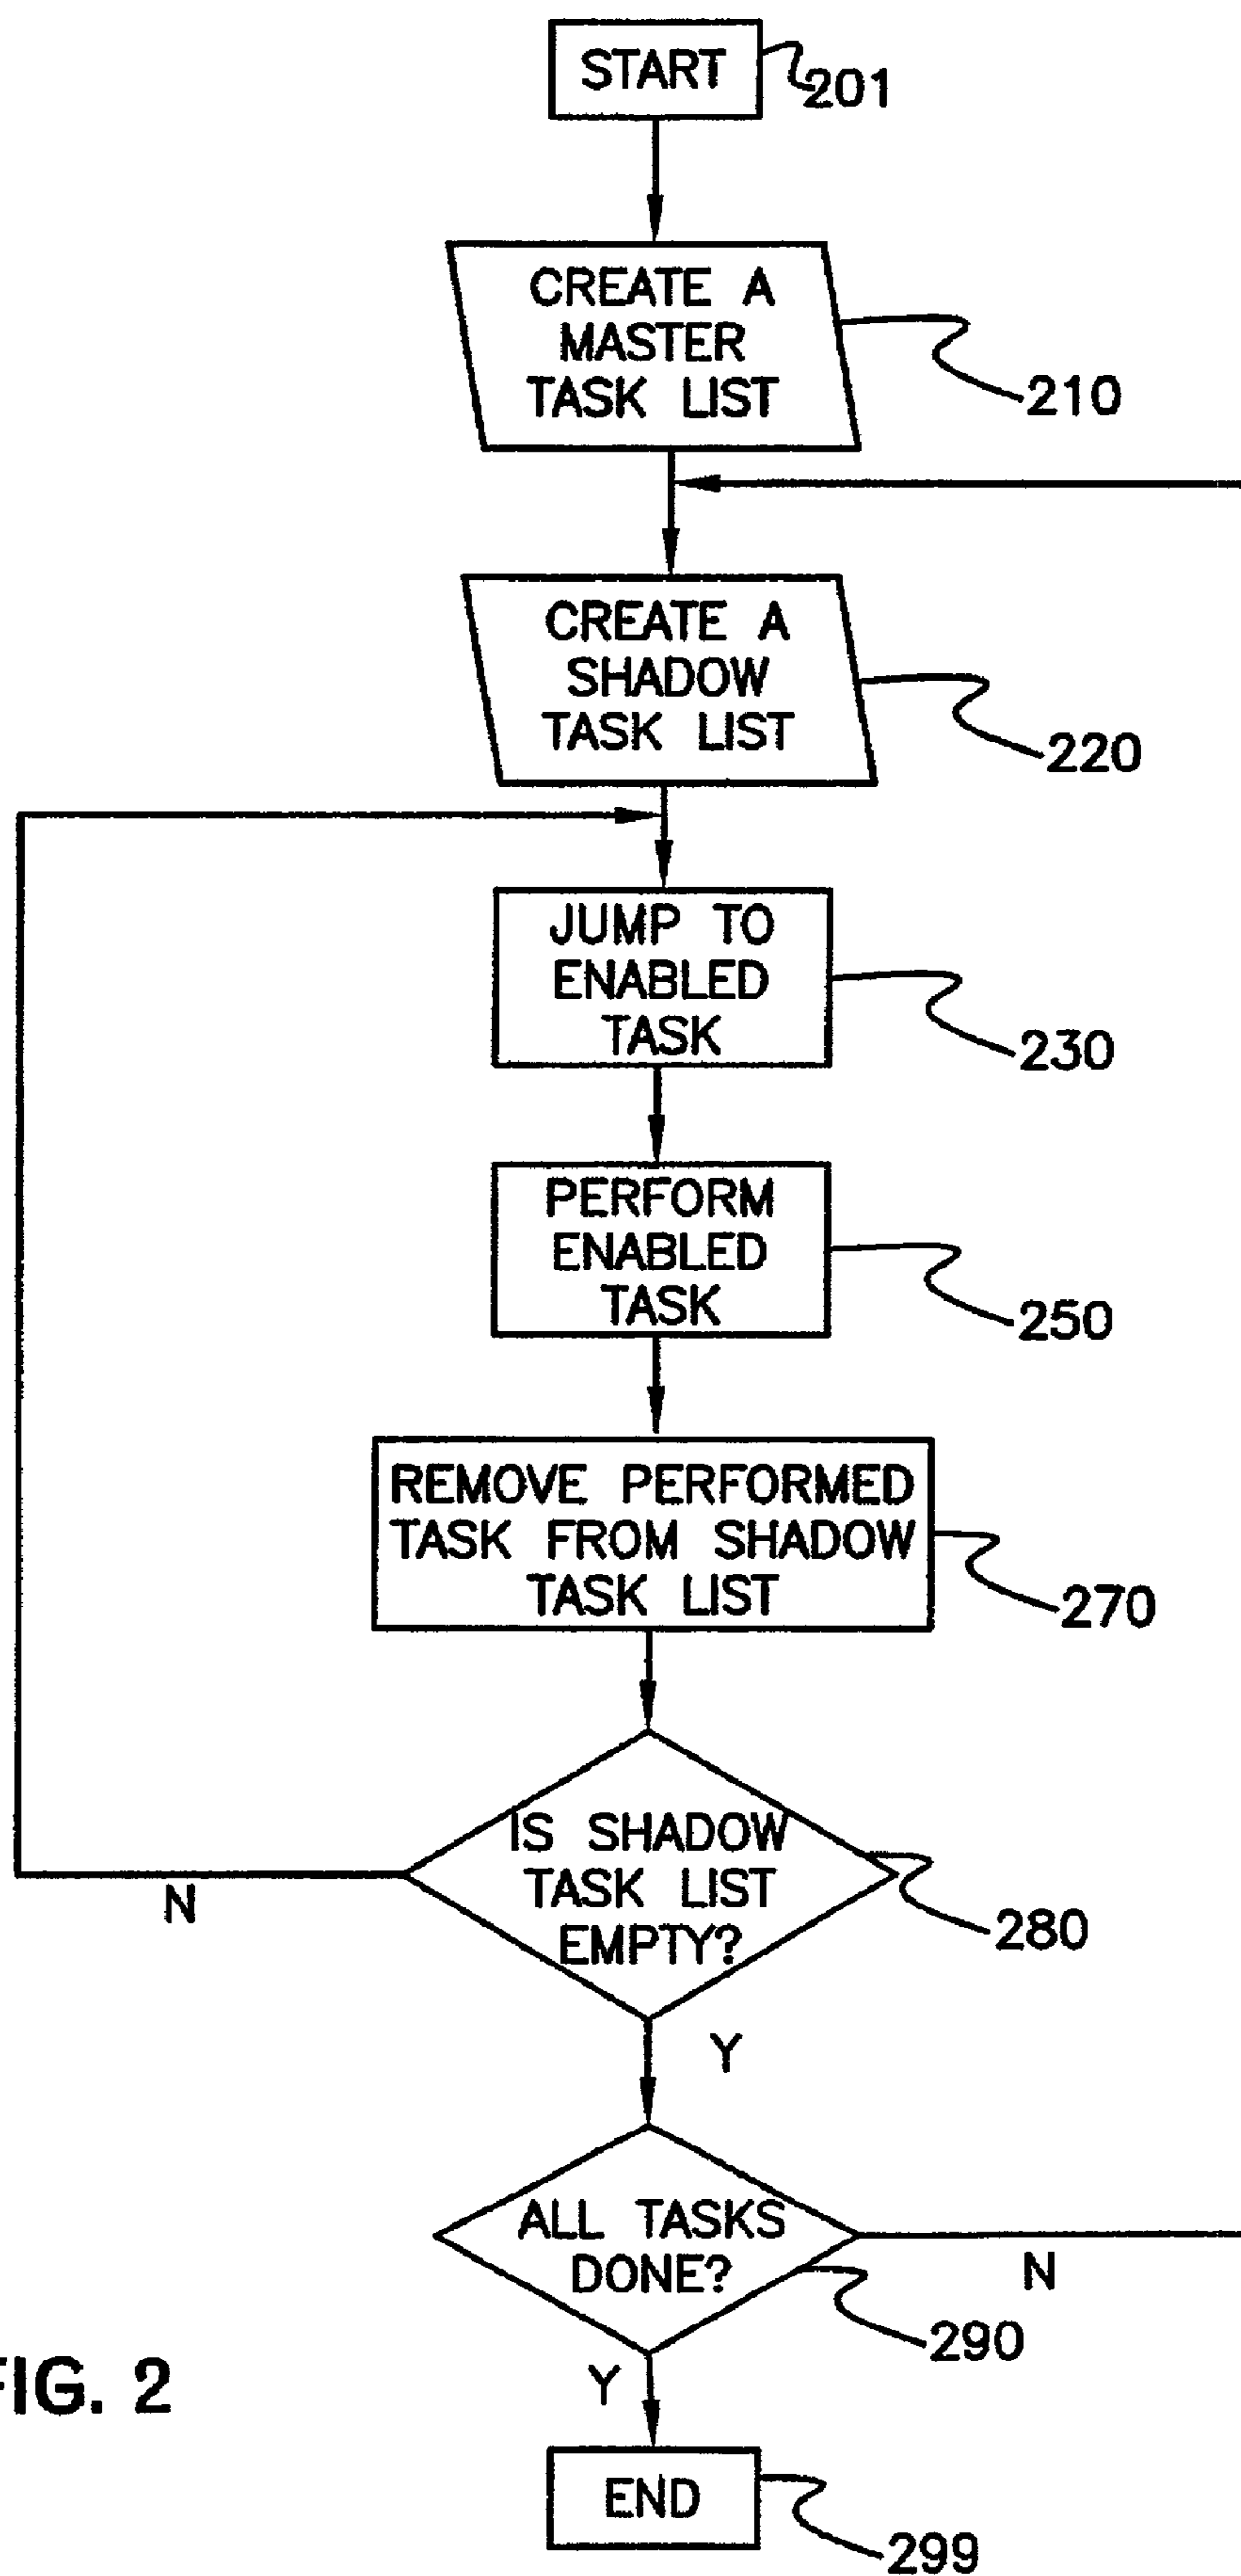 START
201
CREATE A
MASTER
TASK LIST
210
CREATE A
SHADOW
TASK LIST
220
JUMP TO
ENABLED
TASK
230
PERFORM
ENABLED
TASK
250
REMOVE PERFORMED
TASK FROM SHADOW
TASK LIST
270
IS SHADOW
TASK LIST
EMPTY?
280
N
Y
ALL TASKS
DONE?
N
290
Y
FIG. 2
END
299